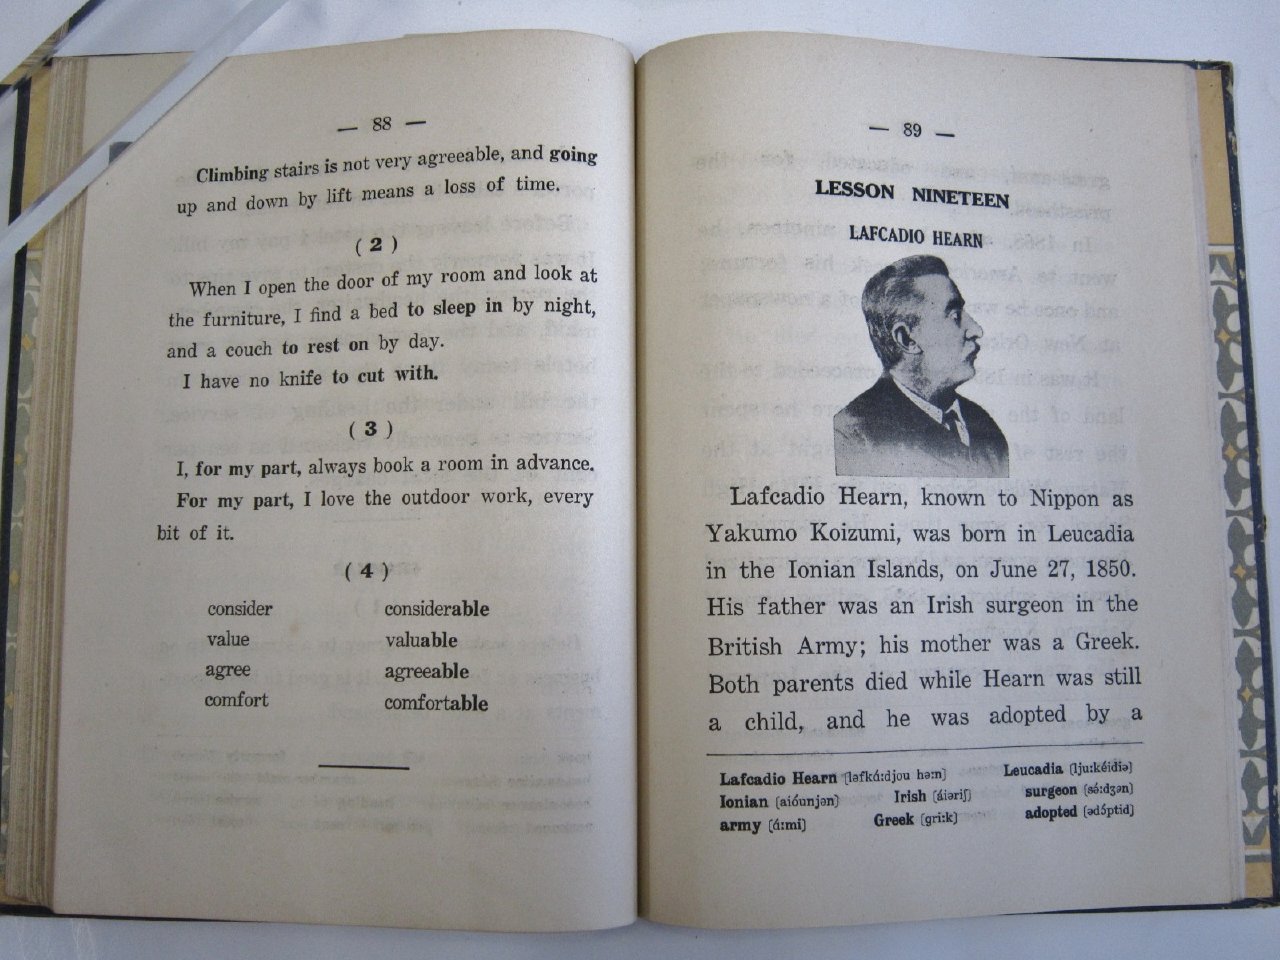 — 88 —
Climbing stairs is not very agreeable, and going
up and down by lift means a loss of time.
( 2 )
When I open the door of my room and look at
the furniture, I find a bed to sleep in by night,
and a couch to rest on by day.
I have no knife to cut with.
( 3 )
I, for my part, always book a room in advance.
For my part, I love the outdoor work, every
bit of it.
( 4 )
consider considerable
value valuable
agree agreeable
comfort comfortable
— 89 —
LESSON NINETEEN
LAFCADIO HEARN
Lafcadio Hearn, known to Nippon as
Yakumo Koizumi, was born in Leucadia
in the Ionian Islands, on June 27, 1850.
His father was an Irish surgeon in the
British Army; his mother was a Greek.
Both parents died while Hearn was still
a child, and he was adopted by a
Lafcadio Hearn [ləfkɑ́:djou hə:n] Leucadia [lju:kéidiə]
Ionian [aióunjən] Irish [áiəriʃ] surgeon [sə́:dʒən]
army [ɑ́:mi] Greek [gri:k] adopted [ədɔ́ptid]